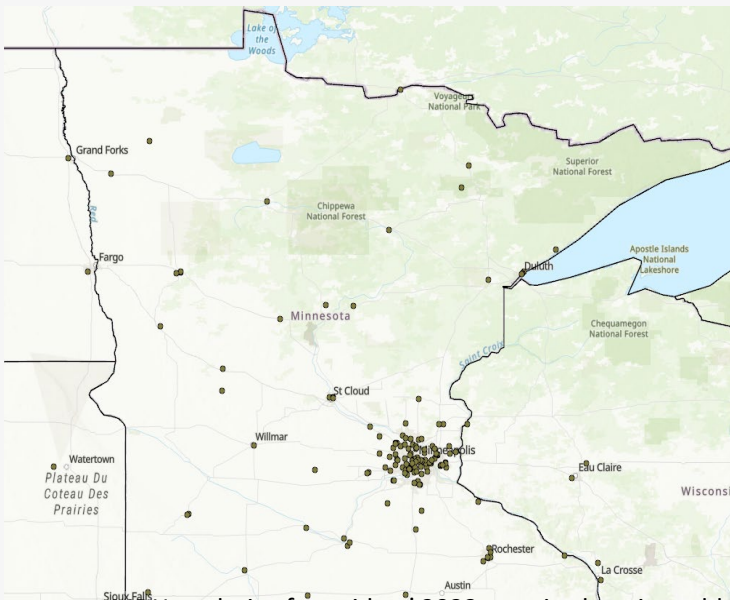 Lake of
the
Woods
Voyageurs
National Park
Grand Forks
Superior
National Forest
Chippewa
National Forest
Red
Fargo
Apostle Islands
National
Lakeshore
Duluth
Minnesota
Chequamegon
National Forest
Saint Croix
St Cloud
Willmar
Minneapolis
Watertown
Eau Claire
Plateau Du
Coteau Des
Prairies
Wisconsi
Rochester
La Crosse
Austin
Sioux Falls